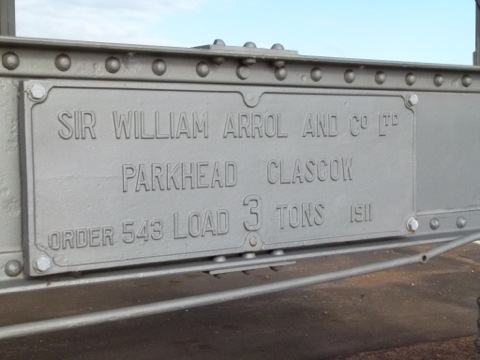 SIR WILLIAM ARROL AND Co LTD
PARKHEAD GLASGOW
ORDER 543 LOAD 3 TONS 1911